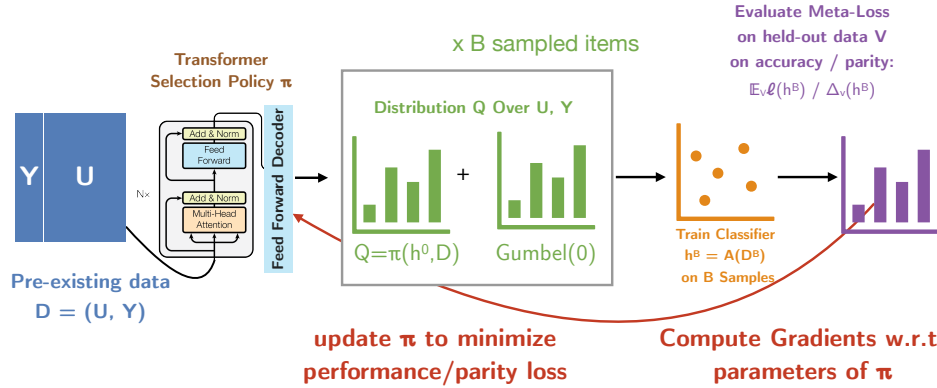 x B sampled items
Evaluate Meta-Loss
on held-out data V
on accuracy / parity:
𝔼ᵥℓ(hᴮ) / Δᵥ(hᴮ)
Transformer
Selection Policy π
Y
U
Pre-existing data
D = (U, Y)
N×
Add & Norm
Feed
Forward
Add & Norm
Multi-Head
Attention
Feed Forward Decoder
Distribution Q Over U, Y
+
Q=π(h⁰,D)
Gumbel(0)
Train Classifier
hᴮ = A(Dᴮ)
on B Samples
update π to minimize
performance/parity loss
Compute Gradients w.r.t
parameters of π